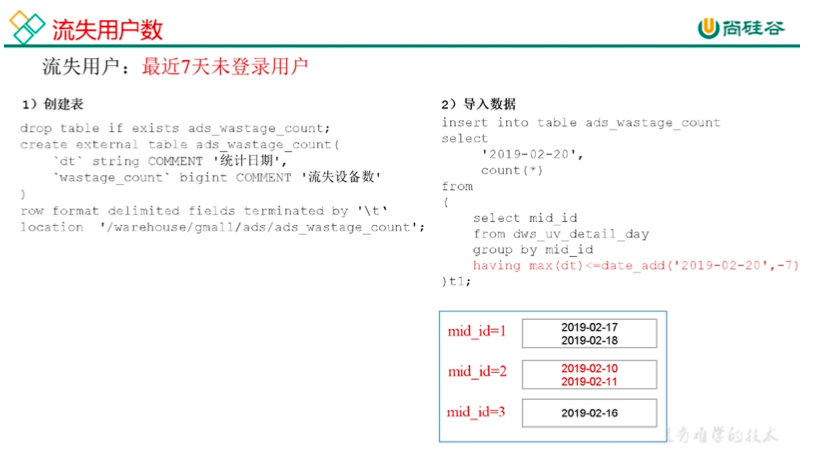 流失用户数
尚硅谷
流失用户：最近7天未登录用户
1）创建表
drop table if exists ads_wastage_count;
create external table ads_wastage_count(
`dt` string COMMENT '统计日期',
`wastage_count` bigint COMMENT '流失设备数'
)
row format delimited fields terminated by '\t'
location '/warehouse/gmall/ads/ads_wastage_count';
2）导入数据
insert into table ads_wastage_count
select
'2019-02-20',
count(*)
from
(
select mid_id
from dws_uv_detail_day
group by mid_id
having max(dt)<=date_add('2019-02-20',-7)
)t1;
mid_id=1
2019-02-17
2019-02-18
mid_id=2
2019-02-10
2019-02-11
mid_id=3
2019-02-16
难学的技术